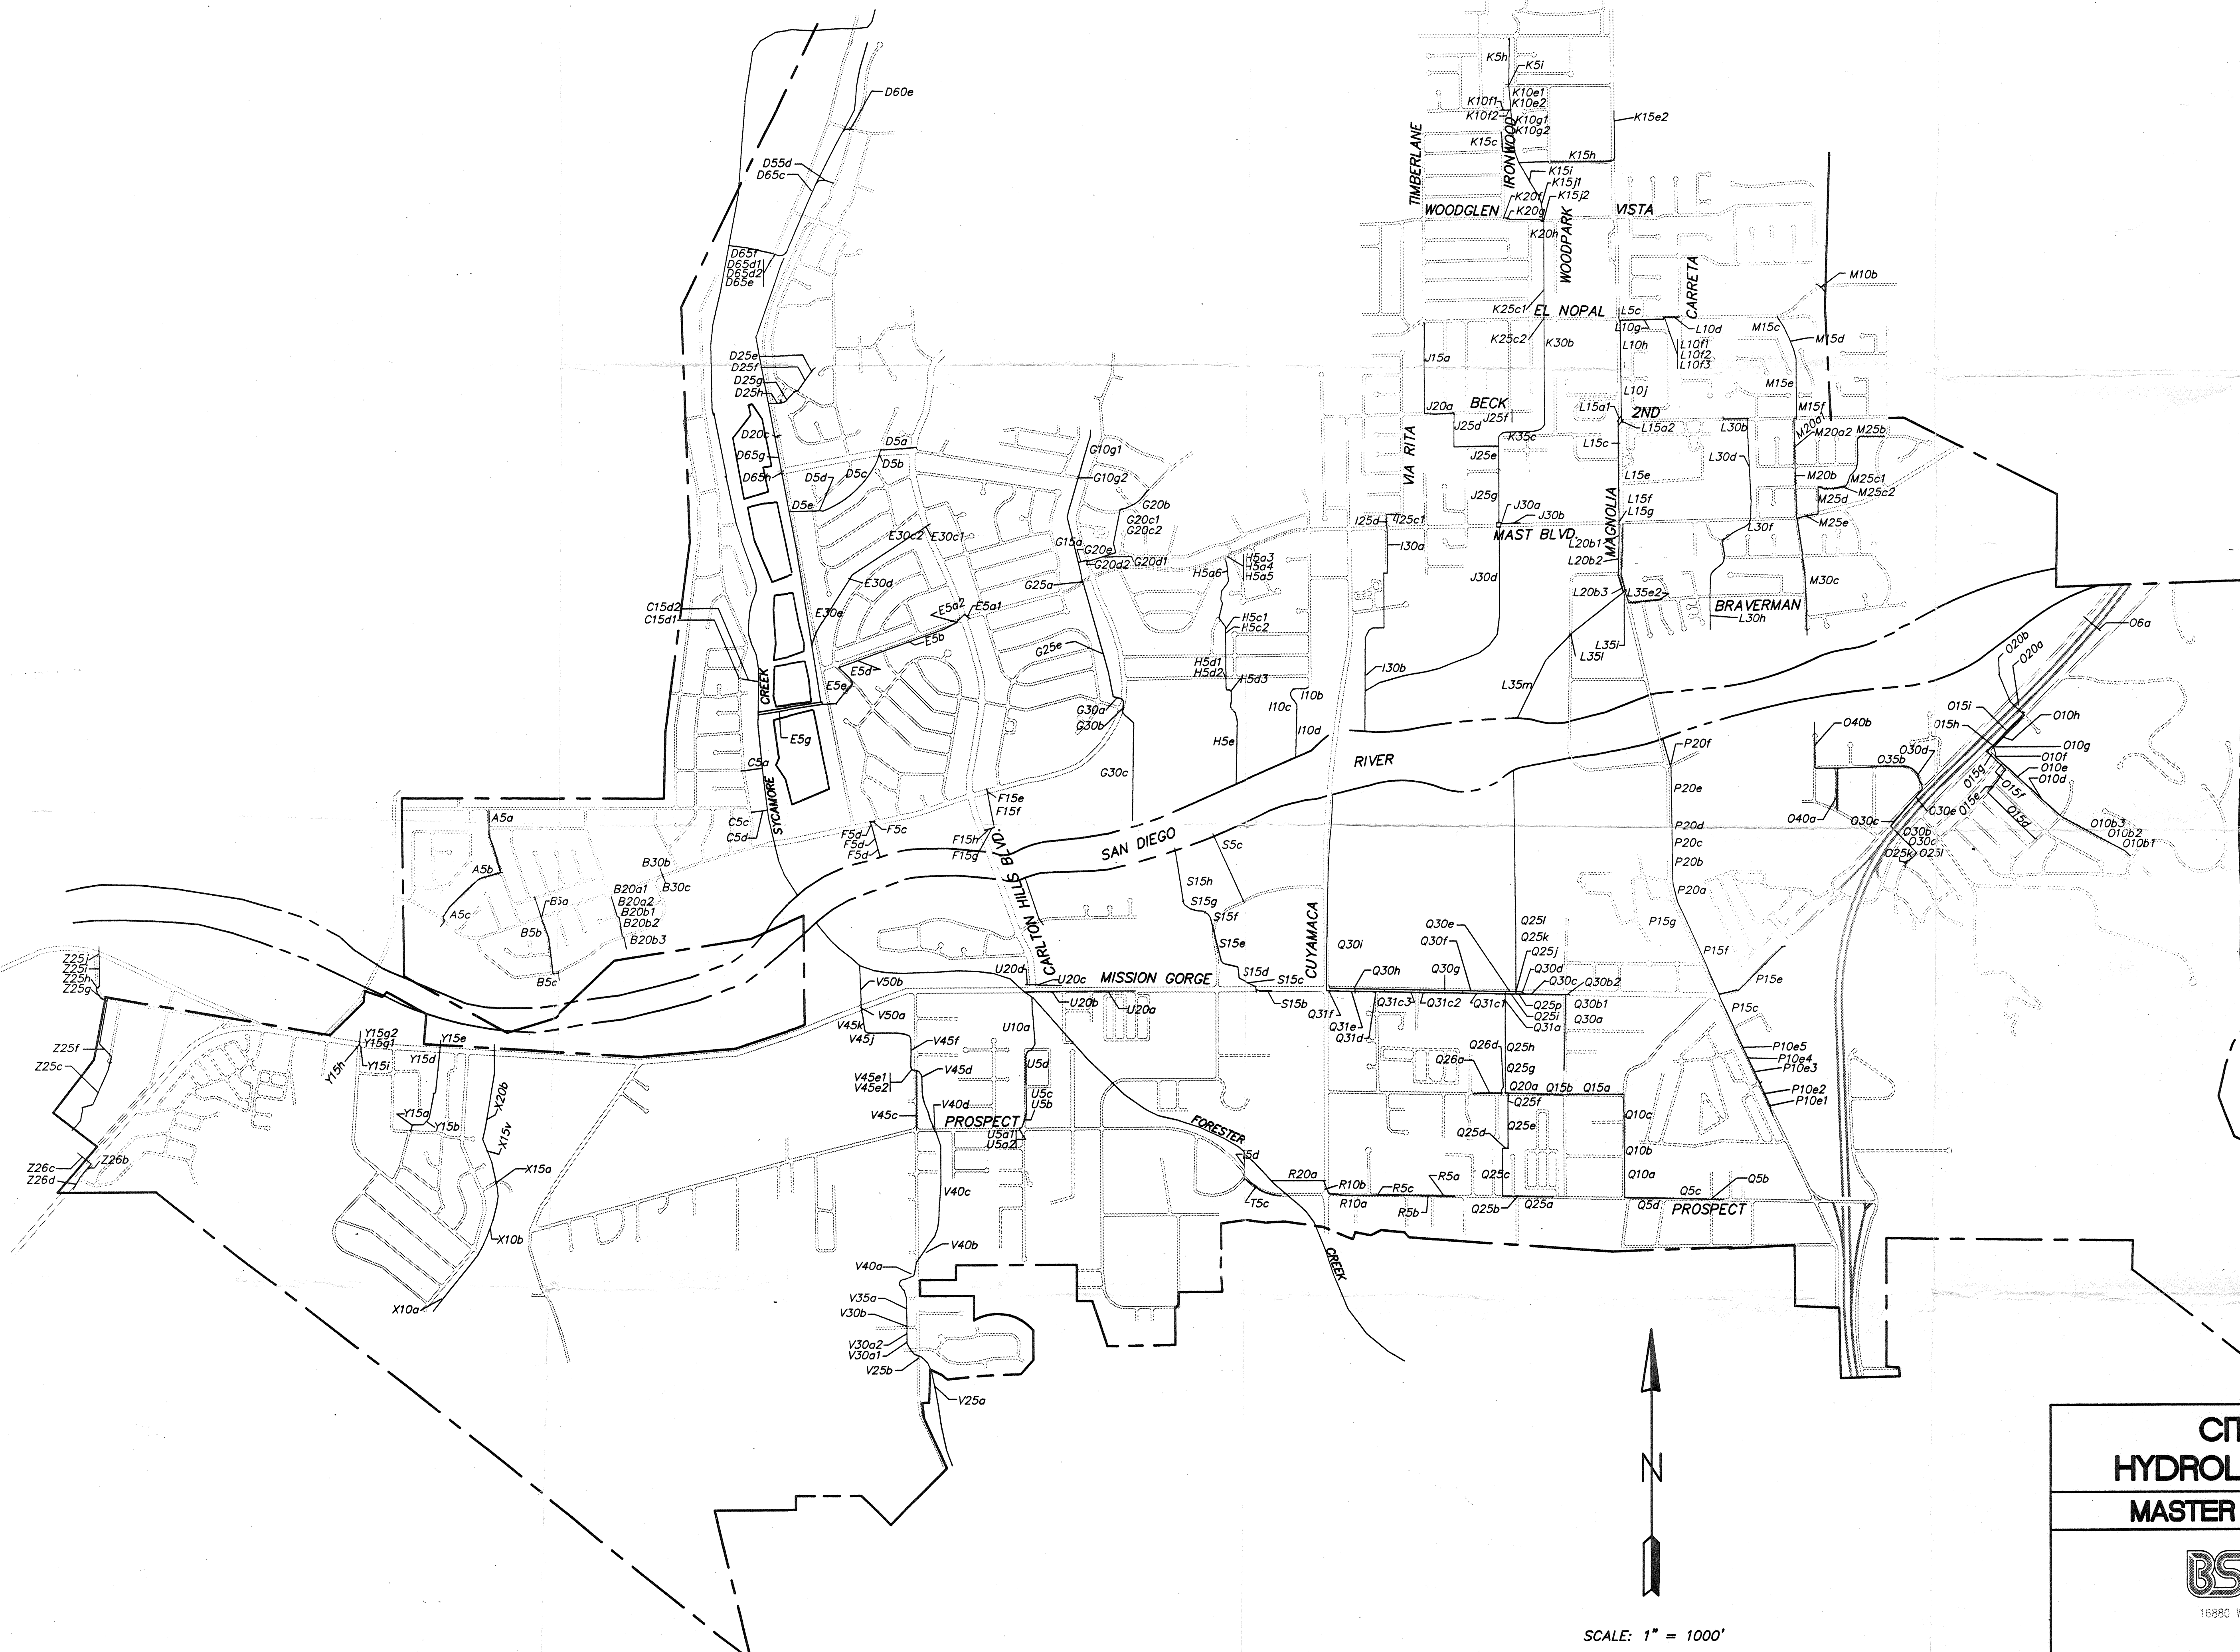 K5h
K5i
D60e
K10e1
K10e2
K10f1
K10f2
K10g1
K10g2
K15e2
TIMBERLANE
IRONWOOD
K15c
K15h
D55d
D65c
K15i
K15j1
K15j2
K20f
K20g
WOODGLEN
VISTA
K20h
WOODPARK
D65f
D65d1
D65d2
D65e
CARRETA
M10b
K25c1
EL NOPAL
L5c
L10g
L10d
M15c
M15d
K25c2
K30b
L10h
L10f1
L10f2
L10f3
J15a
D25e
D25f
D25g
D25h
L10j
M15e
J20a
BECK
J25f
J25d
L15a1
2ND
L15a2
L30b
M15f
M20a1
M20a2
M25b
D20c
D65g
D65h
D5a
D5b
D5c
D5d
D5e
G10g1
G10g2
K35c
J25e
L15c
L15e
L30d
M20b
M25c1
M25c2
VIA RITA
G20b
G20c1
G20c2
J25g
J30a
J30b
L15f
L15g
M25d
M25e
I25d
I25c1
MAST BLVD.
MAGNOLIA
L30f
E30c2
E30c1
G15a
G20e
G20d2
G20d1
I30a
L20b1
L20b2
H5a3
H5a4
H5a5
H5a6
E30d
G25a
J30d
L20b3
L35e2
M30c
BRAVERMAN
L30h
C15d2
C15d1
E30e
E5a2
E5a1
E5b
H5c1
H5c2
O6a
O20b
O20a
G25e
L35i
L35l
E5d
E5e
H5d1
H5d2
H5d3
I30b
CREEK
I10b
I10c
I10d
L35m
G30a
G30b
O15i
O15h
O10h
E5g
H5e
O40b
O10g
O10f
O10e
O10d
P20f
O30d
O35b
C5a
G30c
RIVER
P20e
O15g
O15f
O15e
O15d
O30e
SYCAMORE
F15e
F15f
O40a
O30c
A5a
C5c
C5d
F5d
F5c
F5d
F5d
F15h
F15g
SAN DIEGO
S5c
P20d
P20c
P20b
O30b
O30c
O25k
O25l
O10b3
O10b2
O10b1
A5b
B30b
B30c
S15h
S15g
P20a
A5c
B5a
B20a1
B20a2
B20b1
B20b2
B20b3
CARLTON HILLS BLVD.
S15f
CUYAMACA
P15g
B5b
S15e
Q30i
Q30e
Q30f
Q25l
Q25k
Q25j
P15f
Z25j
Z25i
Z25h
Z25g
B5c
U20d
U20c
MISSION GORGE
S15d
S15c
Q30h
Q30g
Q30d
Q30c
Q30b2
P15e
V50b
U20b
U20a
S15b
Q31f
Q31e
Q31d
Q31c3
Q31c2
Q31c1
Q25p
Q25i
Q31a
Q30b1
Q30a
P15c
V50a
V45k
V45j
U10a
Y15g2
Y15g1
Y15e
Z25f
Y15d
Y15h
Y15i
V45f
Q26d
Q25h
P10e5
P10e4
P10e3
Z25c
V45d
U5d
Q26a
Q25g
V45e1
V45e2
Q20a
Q15b
Q15a
P10e2
P10e1
X20b
U5c
U5b
V40d
Q25f
Y15a
Y15b
V45c
PROSPECT
Q10c
U5a1
U5a2
FORESTER
Q25e
Q25d
X15v
Q10b
Z26c
Z26b
Z26d
X15a
T5d
R20a
R10b
R5c
R5a
Q25c
Q10a
V40c
T5c
R10a
R5b
Q25b
Q25a
Q5d
Q5c
Q5b
PROSPECT
X10b
V40b
V40a
CREEK
X10a
V35a
V30b
V30a2
V30a1
V25b
V25a
N
SCALE: 1" = 1000'
CIT
HYDROL
MASTER
BS
16880 W